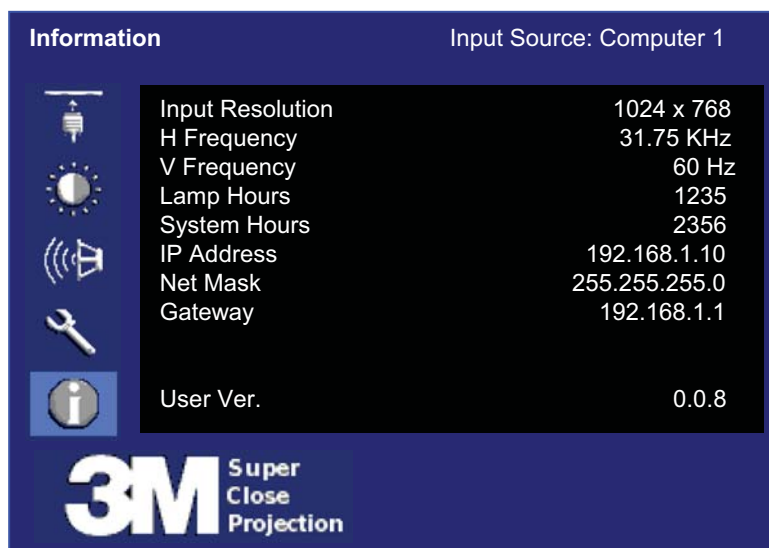 Information Input Source: Computer 1
Input Resolution 1024 x 768
H Frequency 31.75 KHz
V Frequency 60 Hz
Lamp Hours 1235
System Hours 2356
IP Address 192.168.1.10
Net Mask 255.255.255.0
Gateway 192.168.1.1
User Ver. 0.0.8
3M Super
Close
Projection